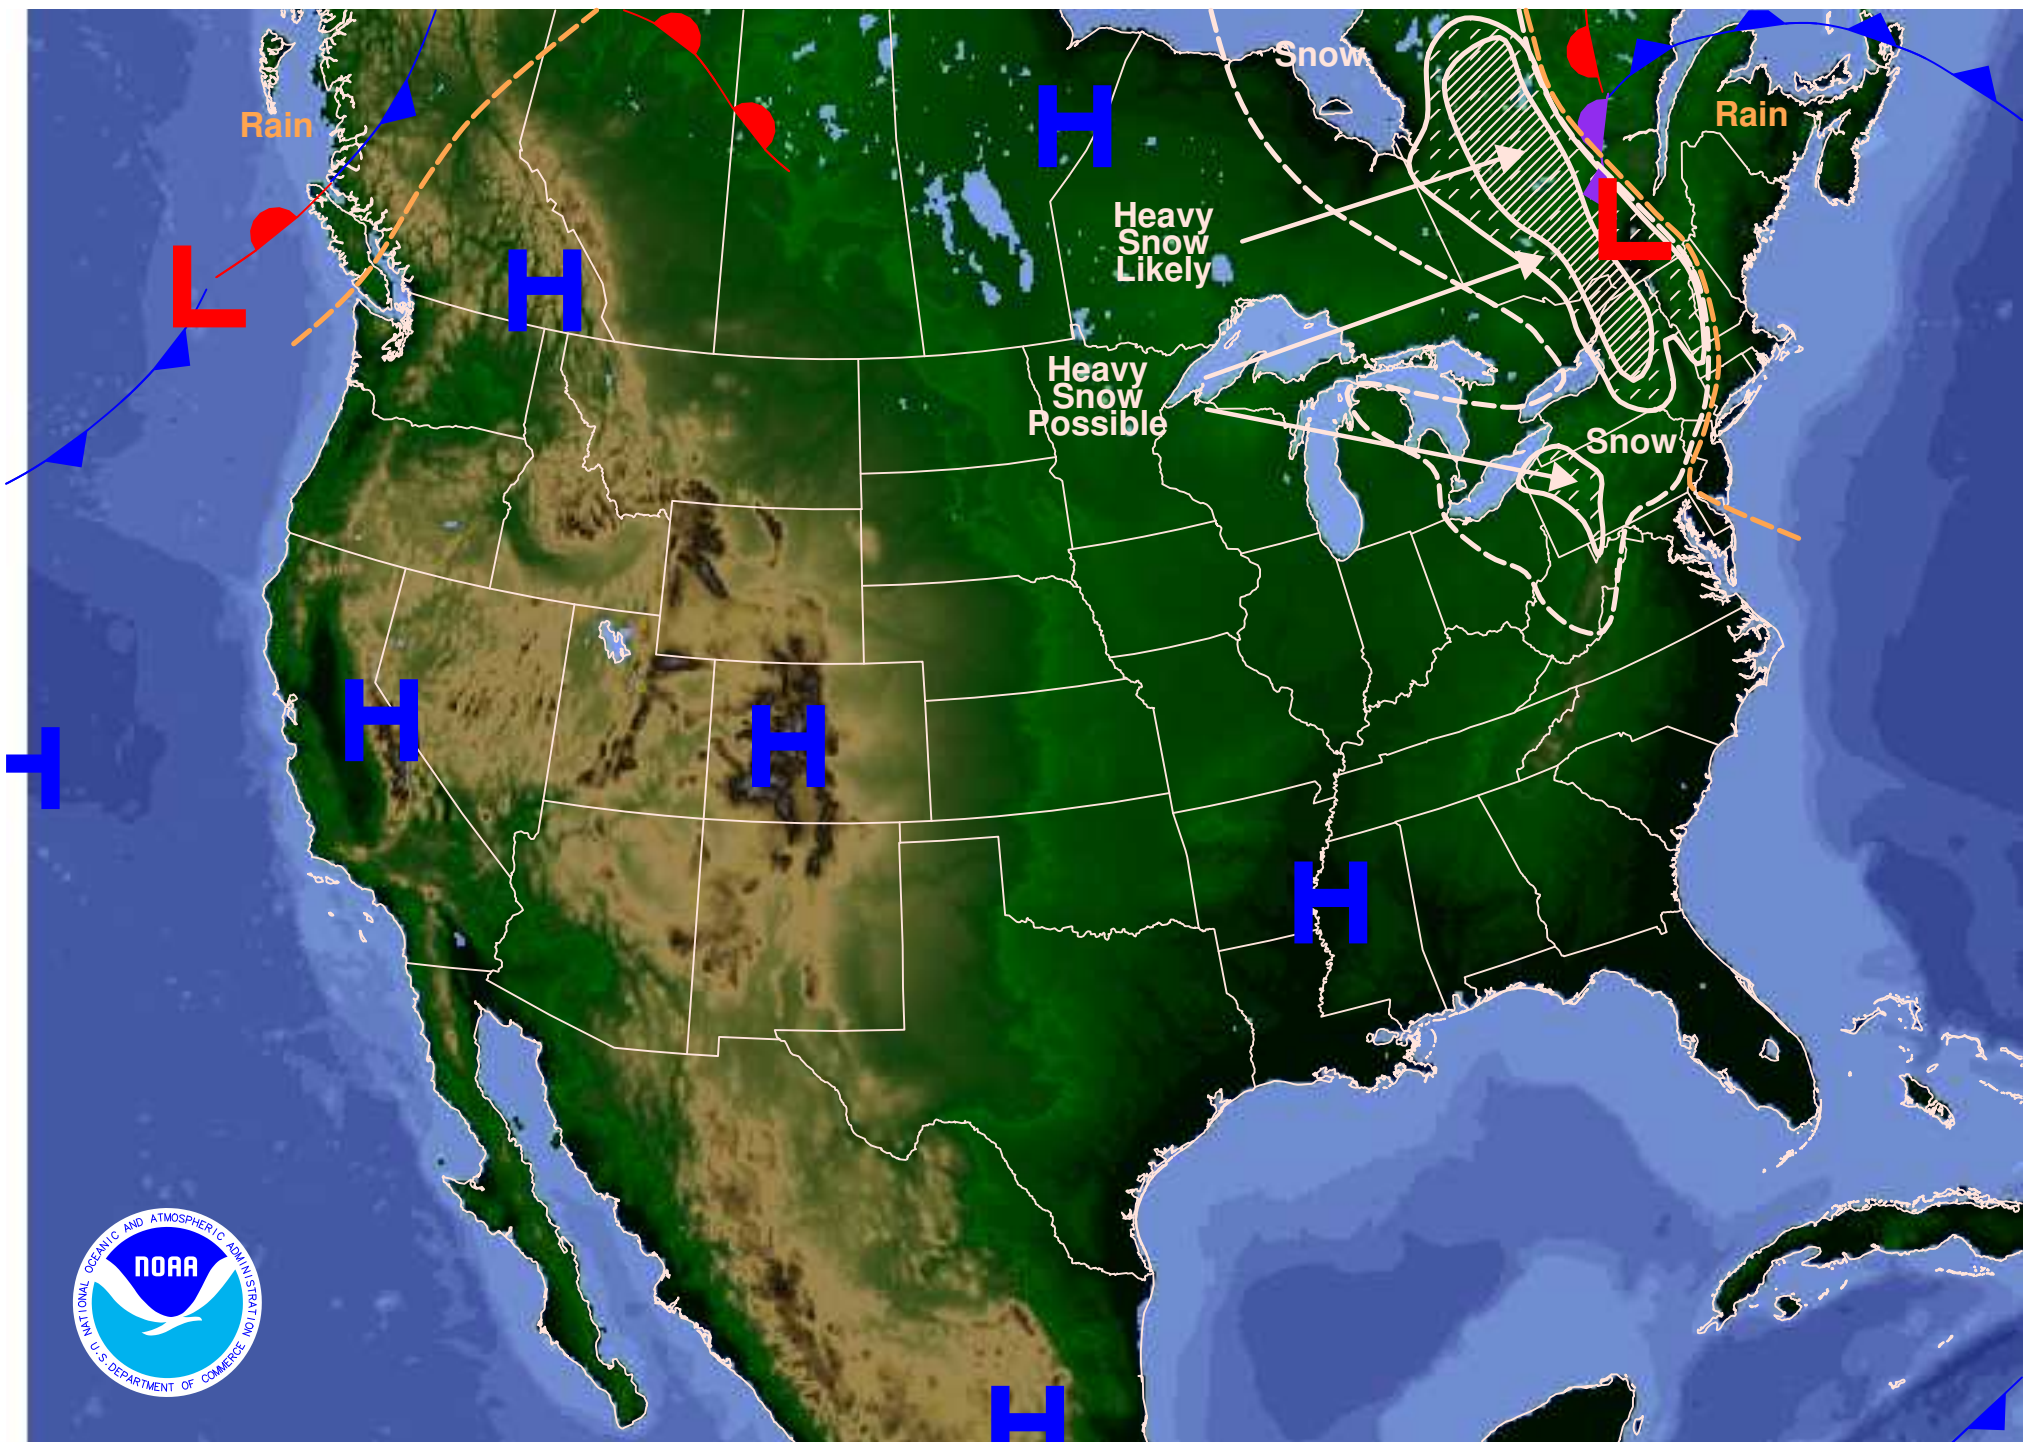 Snow
Rain
Rain
H
Heavy
Snow
Likely
L
H
L
Heavy
Snow
Possible
Snow
H
H
H
H
NATIONAL OCEANIC AND ATMOSPHERIC ADMINISTRATION
NOAA
U.S. DEPARTMENT OF COMMERCE
H